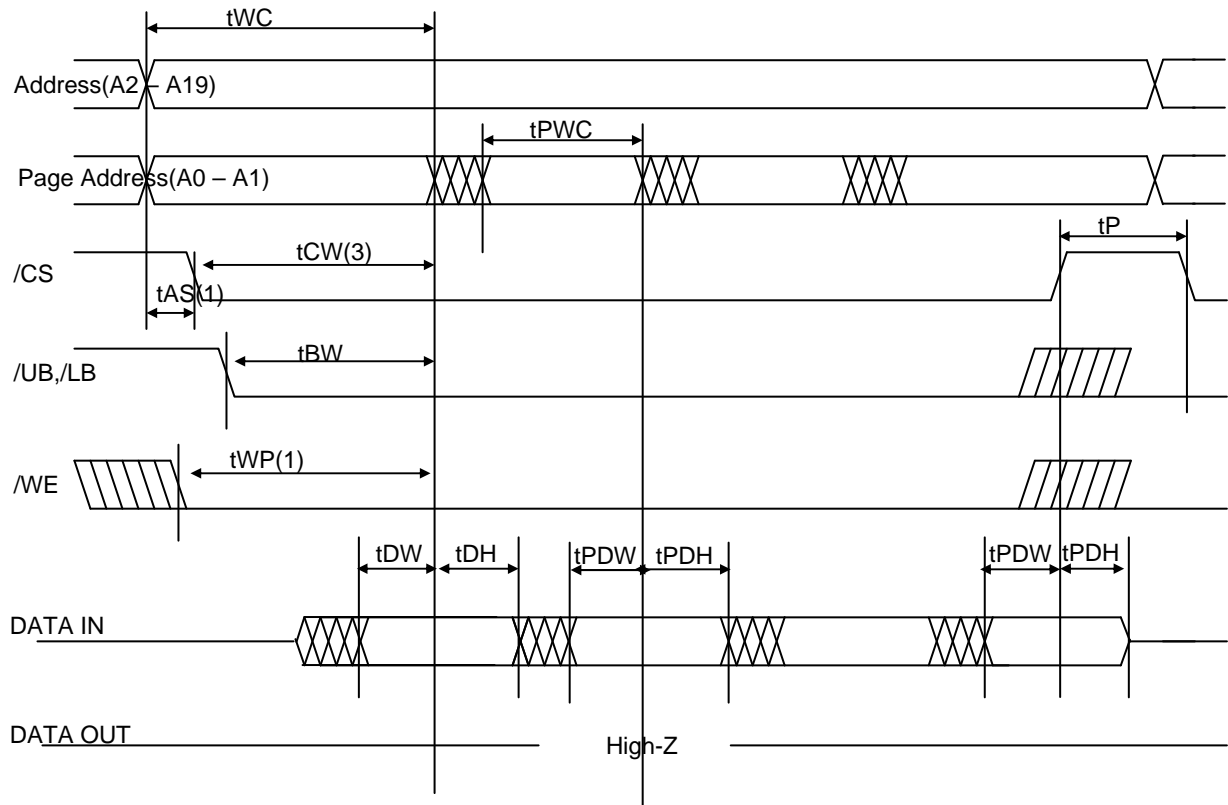 tWC
Address(A2 – A19)
tPWC
Page Address(A0 – A1)
tP
tCW(3)
/CS
tAS(1)
tBW
/UB,/LB
tWP(1)
/WE
tDW tDH tPDW tPDH tPDW tPDH
DATA IN
DATA OUT
High-Z